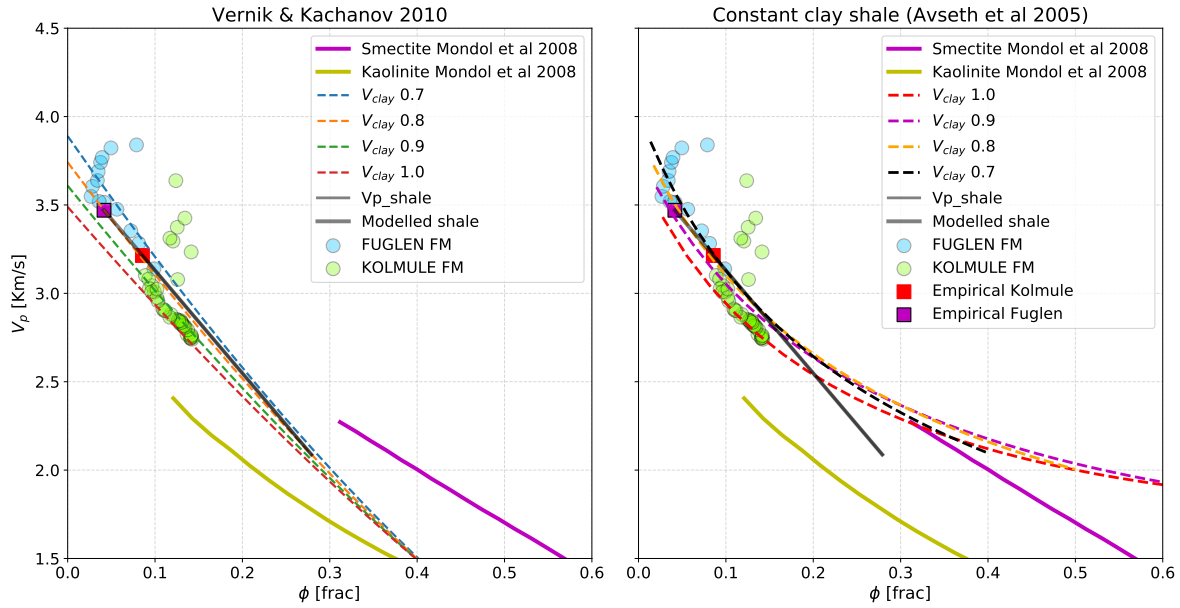 Vernik & Kachanov 2010
4.5
4.0
3.5
3.0
2.5
2.0
1.5
V_p [Km/s]
0.0
0.1
0.2
0.3
0.4
0.5
0.6
ϕ [frac]
Smectite Mondol et al 2008
Kaolinite Mondol et al 2008
V_clay 0.7
V_clay 0.8
V_clay 0.9
V_clay 1.0
Vp_shale
Modelled shale
FUGLEN FM
KOLMULE FM
Constant clay shale (Avseth et al 2005)
Smectite Mondol et al 2008
Kaolinite Mondol et al 2008
V_clay 1.0
V_clay 0.9
V_clay 0.8
V_clay 0.7
Vp_shale
Modelled shale
FUGLEN FM
KOLMULE FM
Empirical Kolmule
Empirical Fuglen
0.0
0.1
0.2
0.3
0.4
0.5
0.6
ϕ [frac]